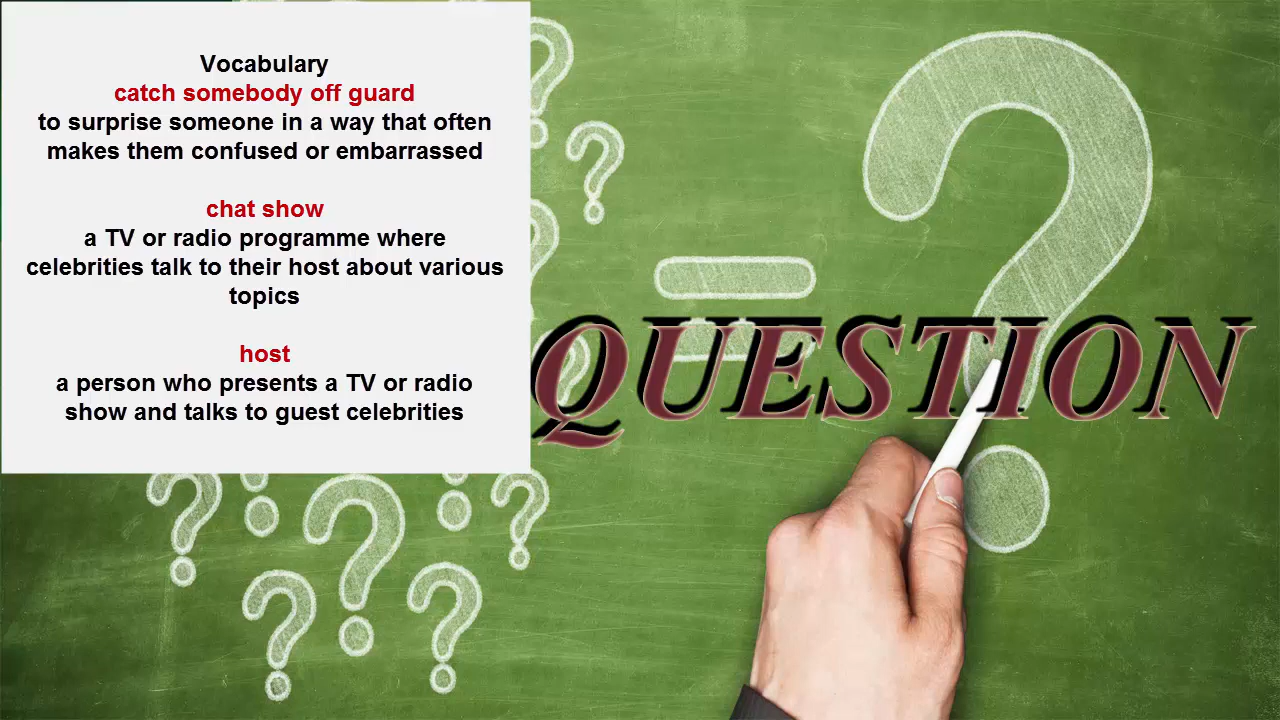 Vocabulary
catch somebody off guard
to surprise someone in a way that often
makes them confused or embarrassed
chat show
a TV or radio programme where
celebrities talk to their host about various
topics
host
a person who presents a TV or radio
show and talks to guest celebrities
QUESTION